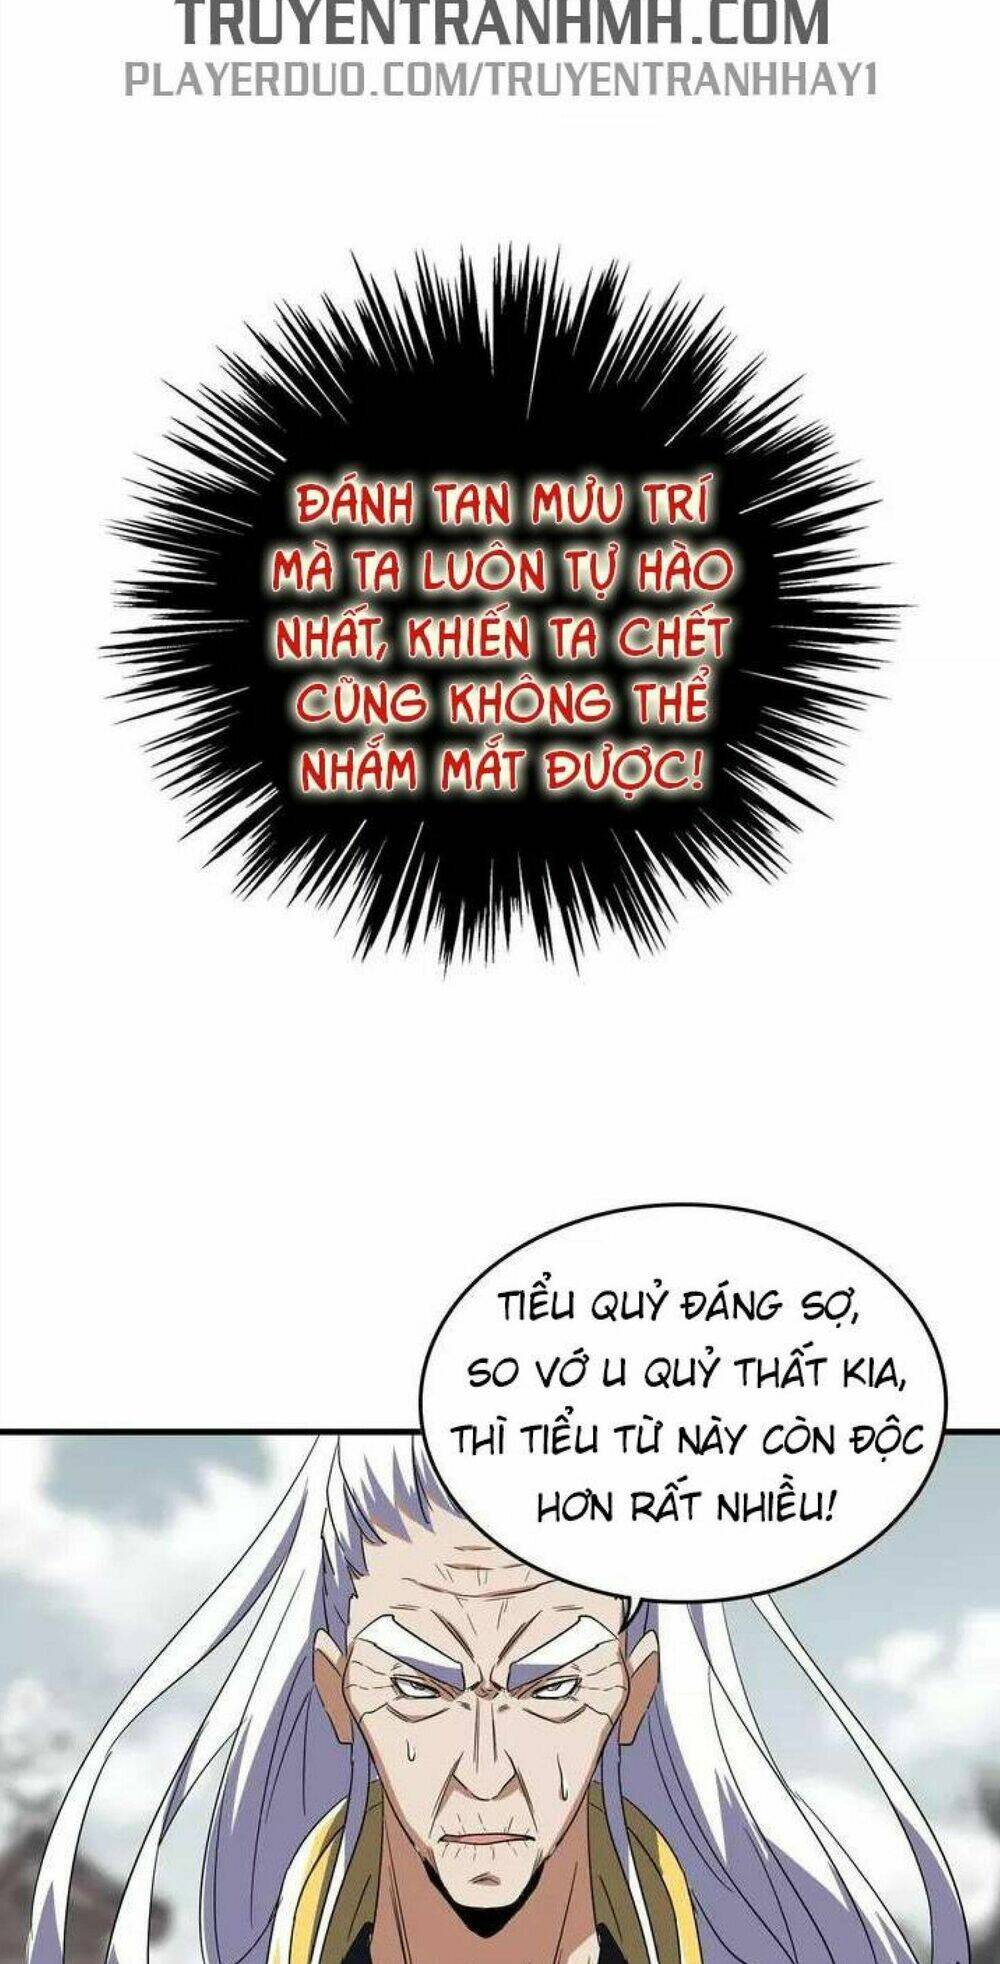 TRUYENTRANHMH.COM
PLAYERDUO.COM/TRUYENTRANHHAY1
ĐÁNH TAN MƯU TRÍ
MÀ TA LUÔN TỰ HÀO
NHẤT, KHIẾN TA CHẾT
CŨNG KHÔNG THỂ
NHẮM MẮT ĐƯỢC!
TIỂU QUỶ ĐÁNG SỢ,
SO VỚ U QUỶ THẤT KIA,
THÌ TIỂU TỪ NÀY CÒN ĐỘC
HƠN RẤT NHIỀU!